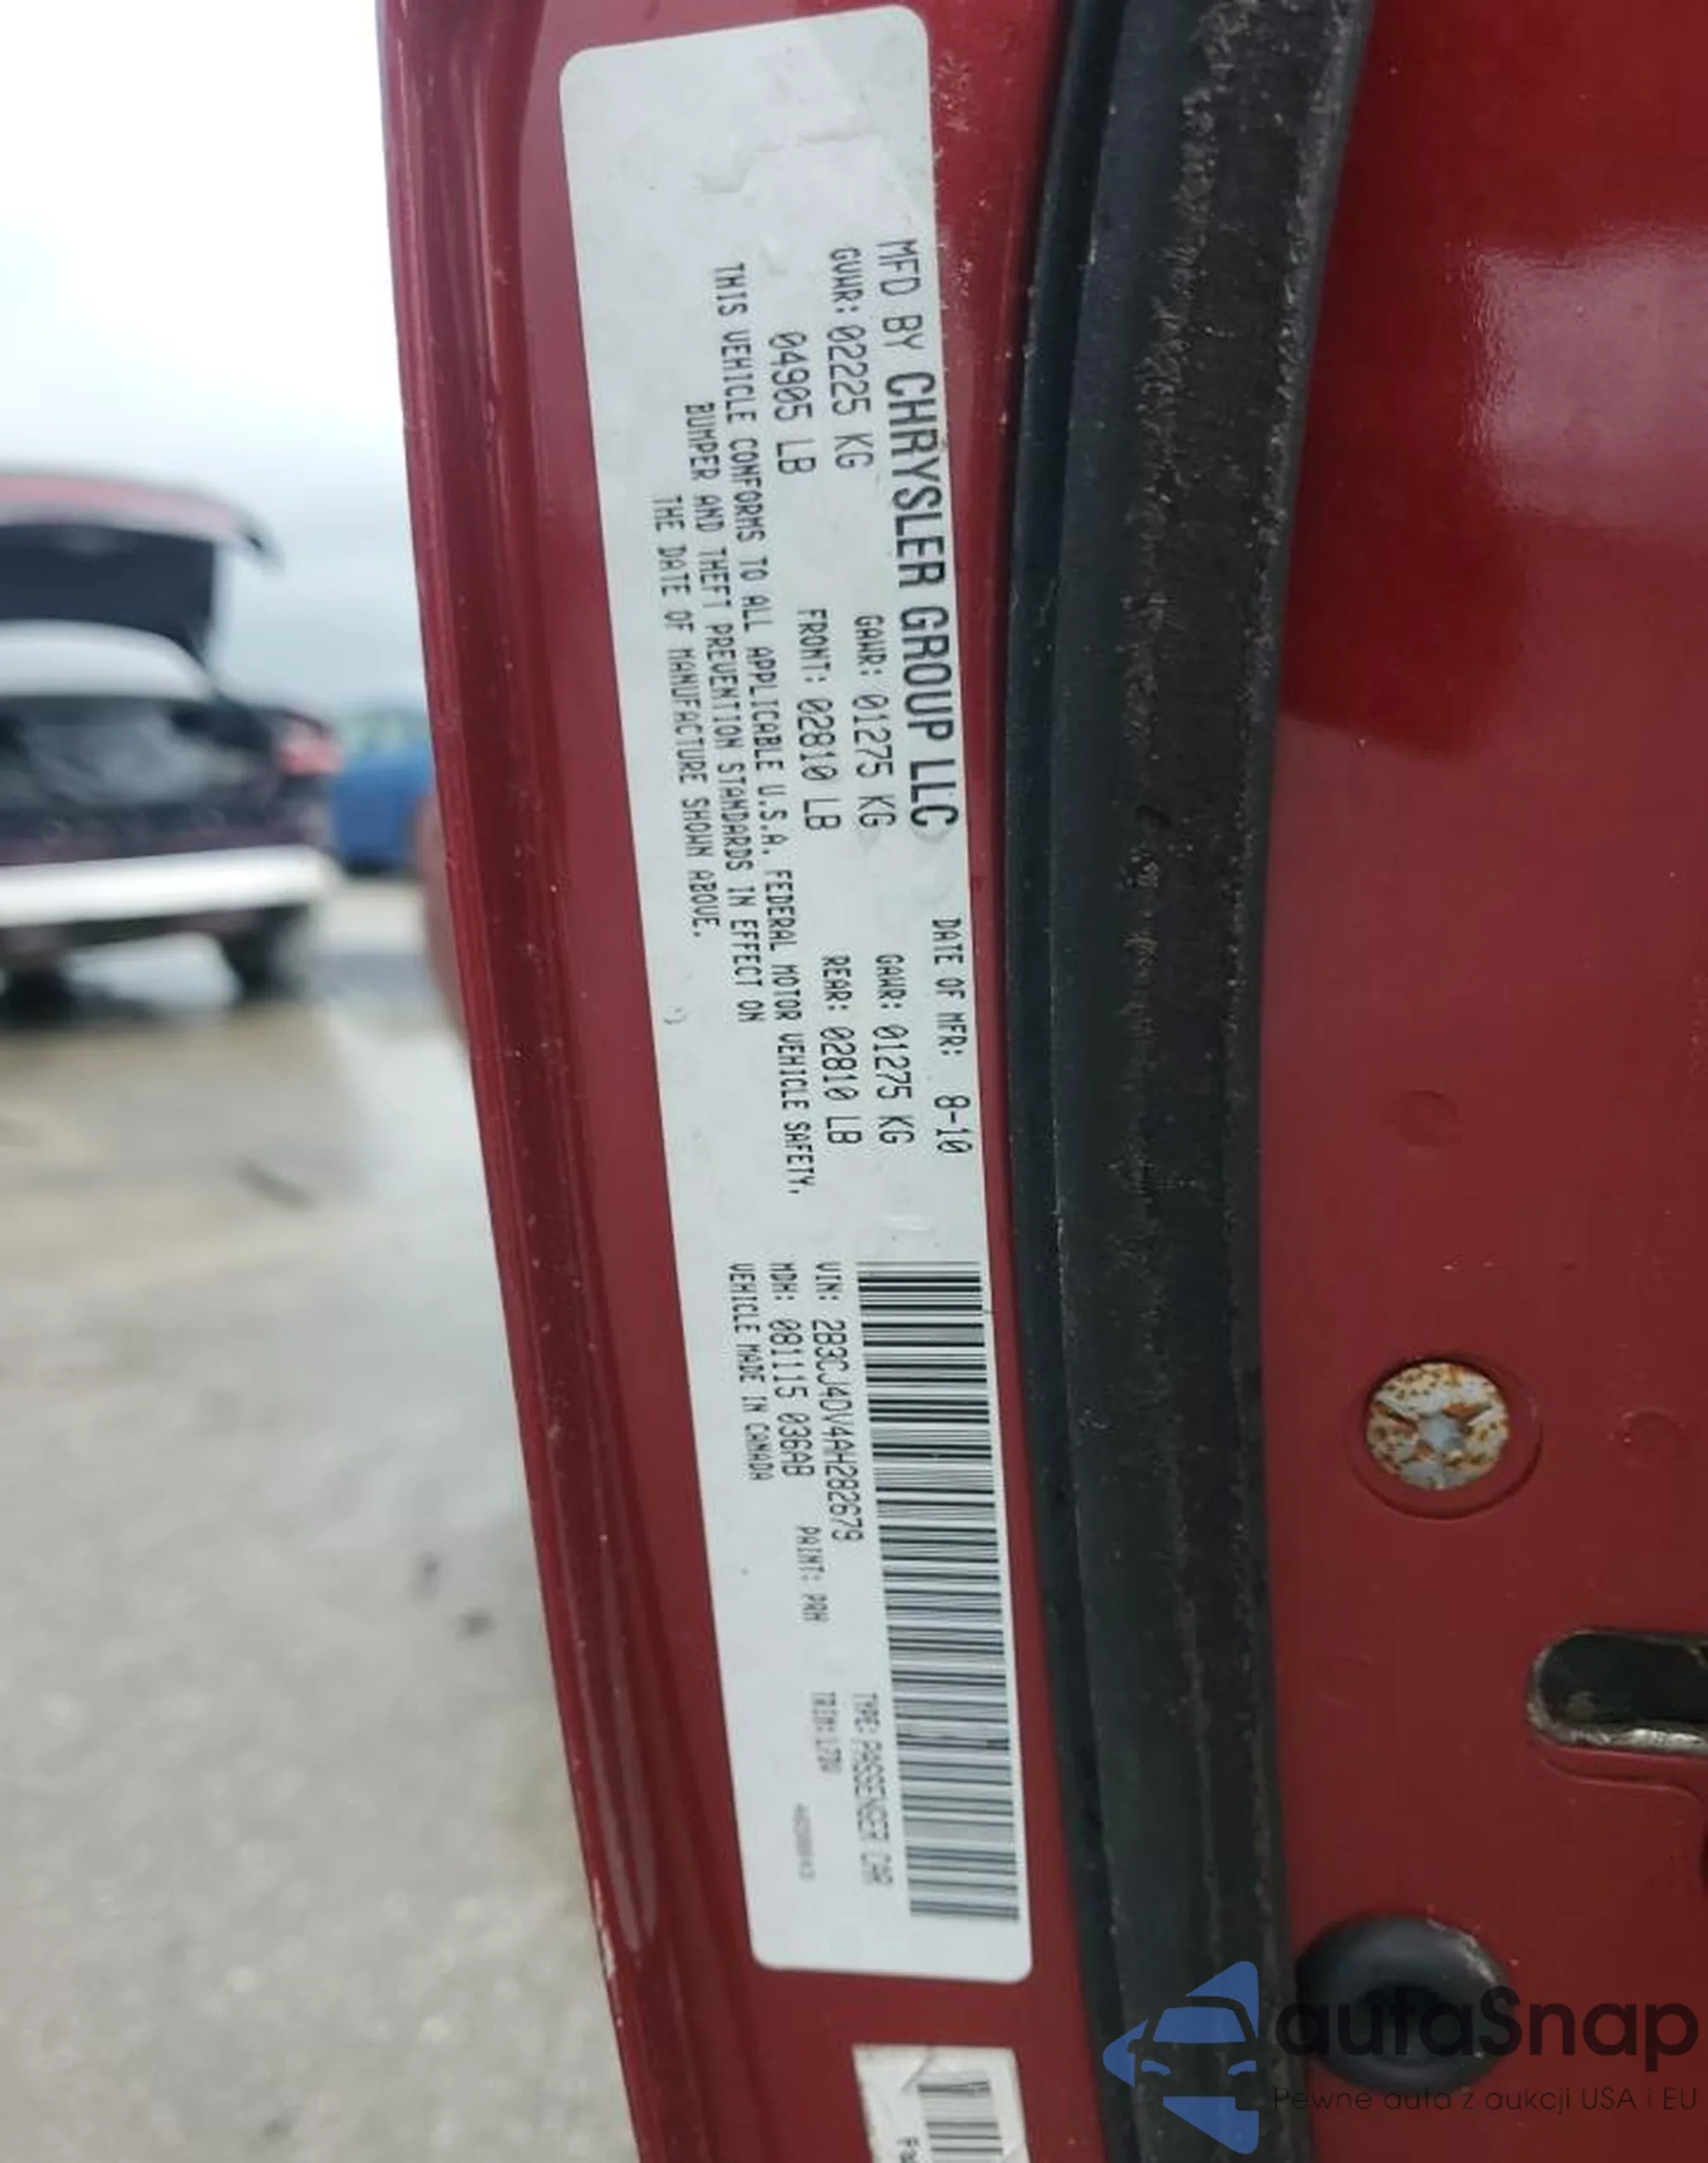 MFD BY CHRYSLER GROUP LLC
DATE OF MFR: 8-10
GVWR: 02225 KG
04905 LB
GAWR: 01275 KG
FRONT: 02810 LB
GAWR: 01275 KG
REAR: 02810 LB
THIS VEHICLE CONFORMS TO ALL APPLICABLE U.S.A. FEDERAL MOTOR VEHICLE SAFETY,
BUMPER AND THEFT PREVENTION STANDARDS IN EFFECT ON
THE DATE OF MANUFACTURE SHOWN ABOVE.
VIN: 2B3CJ4DV4AH282679
TYPE: PASSENGER CAR
MDH: 081115 036AB
PAINT: PRH
TRIM:
VEHICLE MADE IN CANADA
autaSnap
Pewne auta z aukcji USA i EU